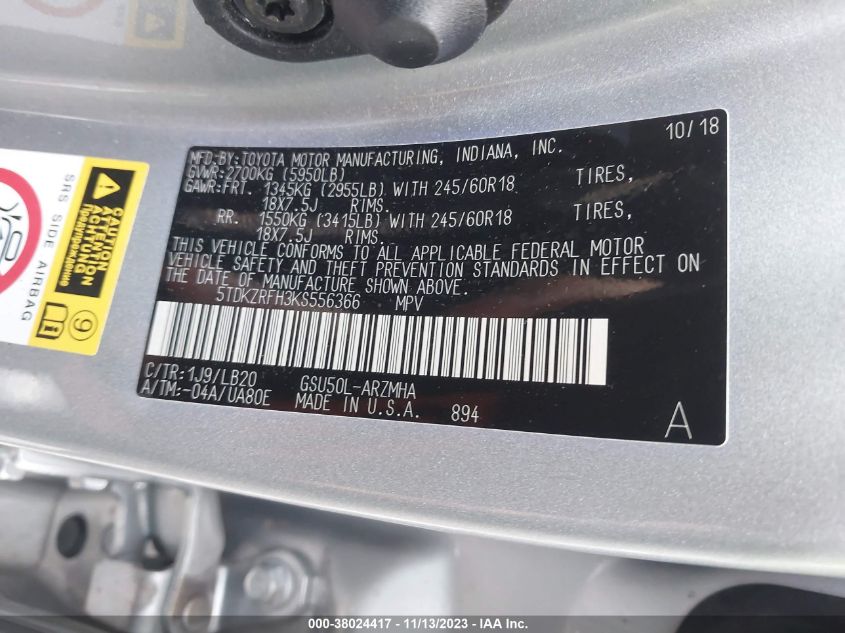 10/18
MFD.BY:TOYOTA MOTOR MANUFACTURING, INDIANA, INC.
GVWR:2700KG (5950LB)
GAWR:FRT. 1345KG (2955LB) WITH 245/60R18 TIRES,
18X7.5J RIMS.
RR. 1550KG (3415LB) WITH 245/60R18 TIRES,
18X7.5J RIMS.
THIS VEHICLE CONFORMS TO ALL APPLICABLE FEDERAL MOTOR
VEHICLE SAFETY AND THEFT PREVENTION STANDARDS IN EFFECT ON
THE DATE OF MANUFACTURE SHOWN ABOVE.
5TDKZRFH3KS556366 MPV
C/TR:1J9/LB20 GSU50L-ARZMHA
A/TM:-04A/UA80E MADE IN U.S.A. 894
A
SRS SIDE AIRBAG
CAUTION
ATTENTION
ACHTUNG
Предупреждение
9
000-38024417 - 11/13/2023 - IAA Inc.